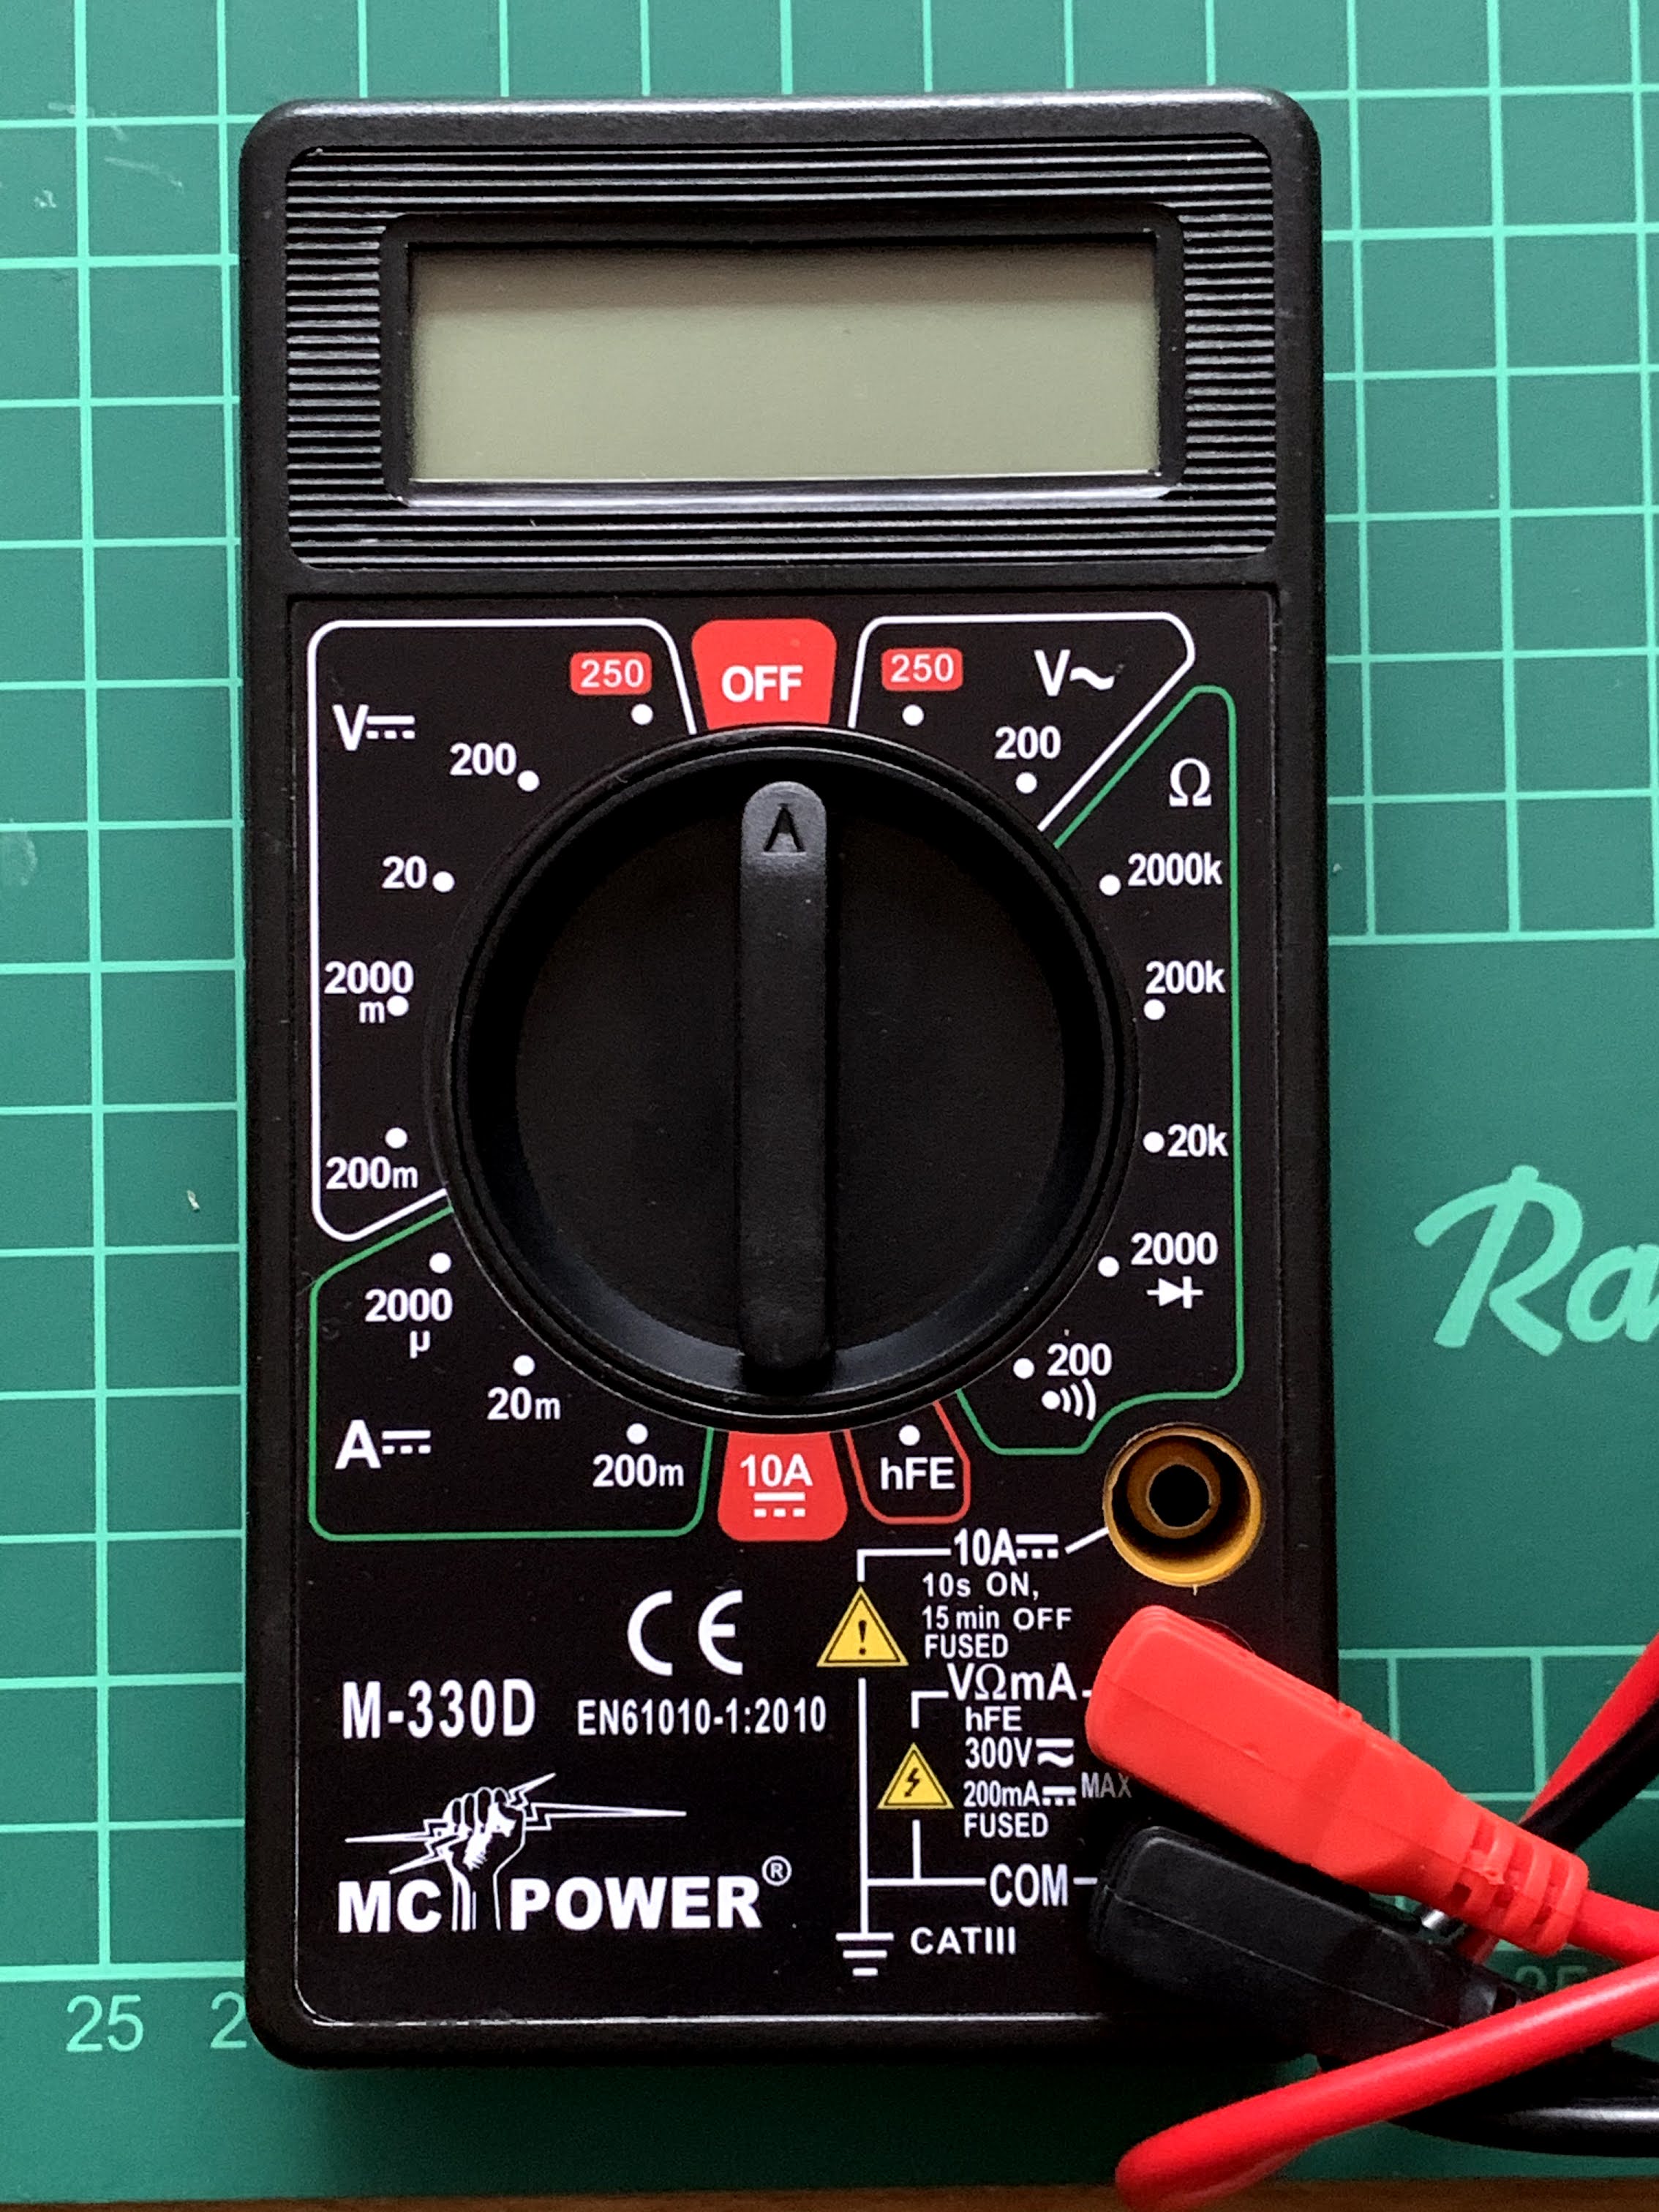 250
OFF
250
V~
V⎓
200
200
Ω
A
20
2000k
2000
m
200k
200m
20k
2000
µ
2000
20m
200
A⎓
200m
10A
⎓
hFE
10A⎓
10s ON,
15 min OFF
FUSED
CE
VΩmA
M-330D
EN61010-1:2010
hFE
300V≂
200mA⎓ MAX
FUSED
MC POWER®
COM
CATIII
25